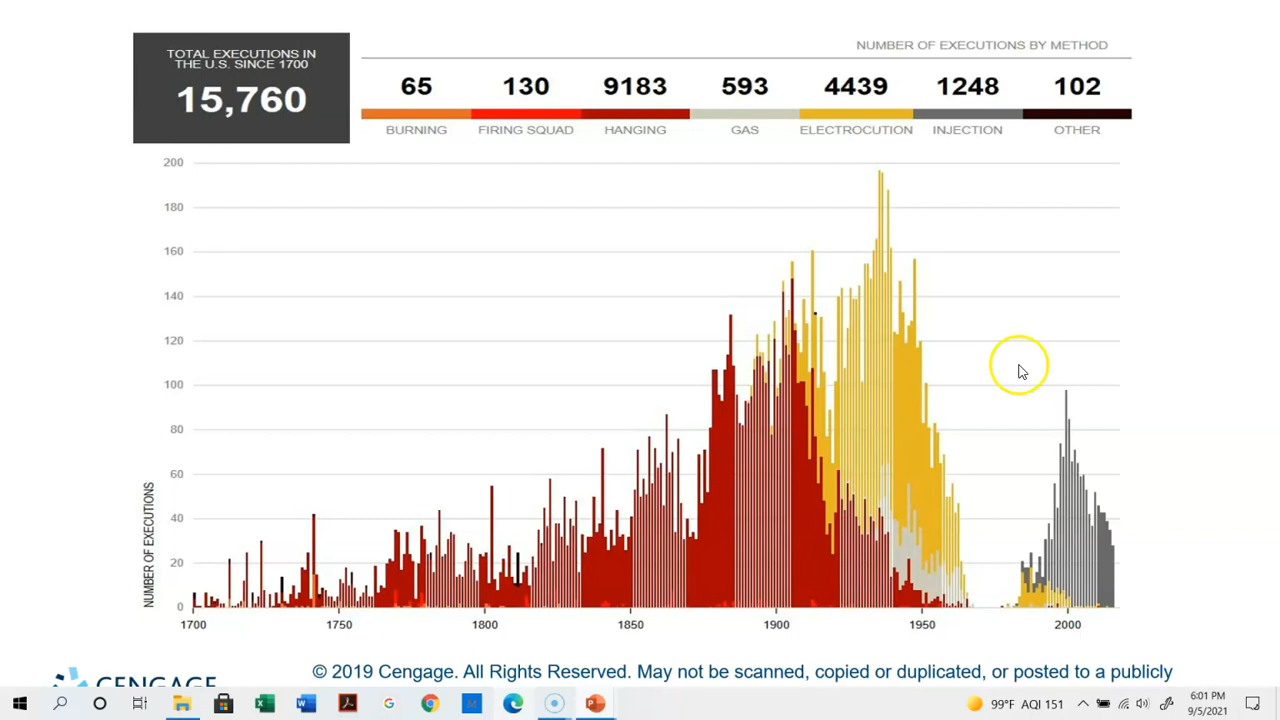 TOTAL EXECUTIONS IN
THE U.S. SINCE 1700
15,760
NUMBER OF EXECUTIONS BY METHOD
65 130 9183 593 4439 1248 102
BURNING FIRING SQUAD HANGING GAS ELECTROCUTION INJECTION OTHER
200
180
160
140
120
100
80
60
40
20
0
NUMBER OF EXECUTIONS
1700 1750 1800 1850 1900 1950 2000
CENGAGE
© 2019 Cengage. All Rights Reserved. May not be scanned, copied or duplicated, or posted to a publicly
99°F AQI 151
6:01 PM
9/5/2021